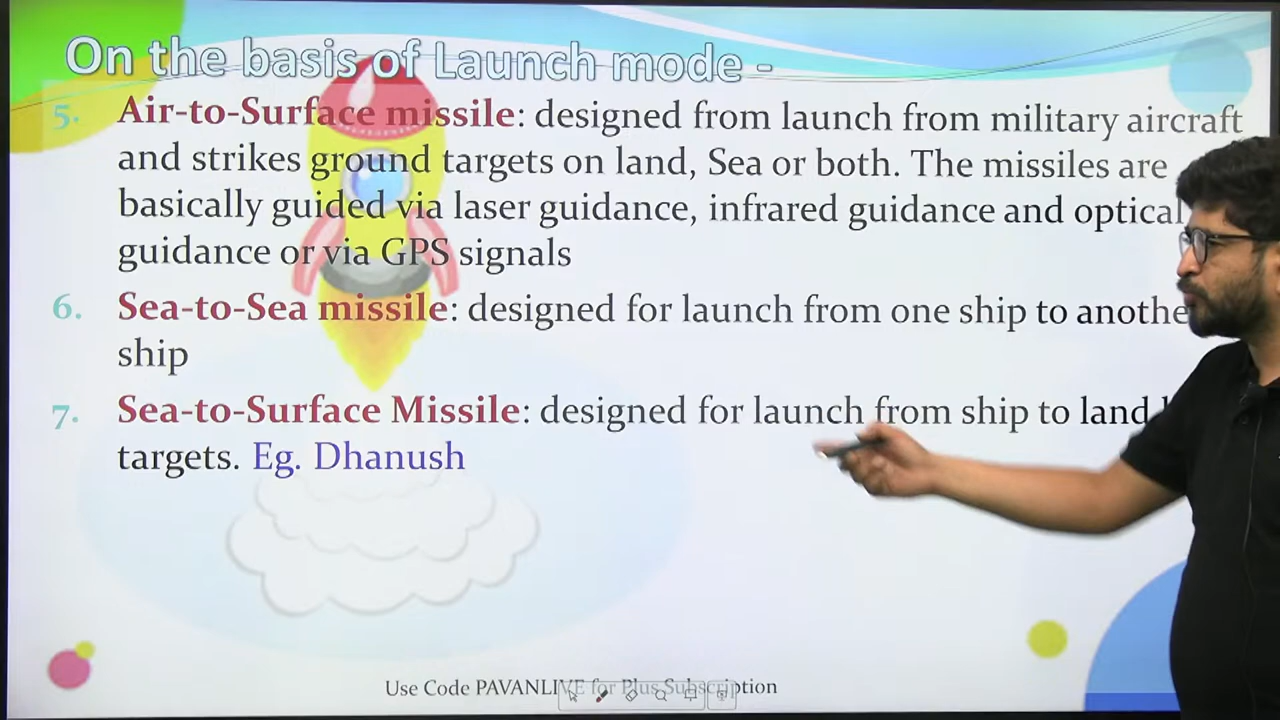 On the basis of Launch mode -
5. Air-to-Surface missile: designed from launch from military aircraft
and strikes ground targets on land, Sea or both. The missiles are
basically guided via laser guidance, infrared guidance and optical
guidance or via GPS signals
6. Sea-to-Sea missile: designed for launch from one ship to anothe
ship
7. Sea-to-Surface Missile: designed for launch from ship to land
targets. Eg. Dhanush
Use Code PAVANLIVE for Plus Subscription